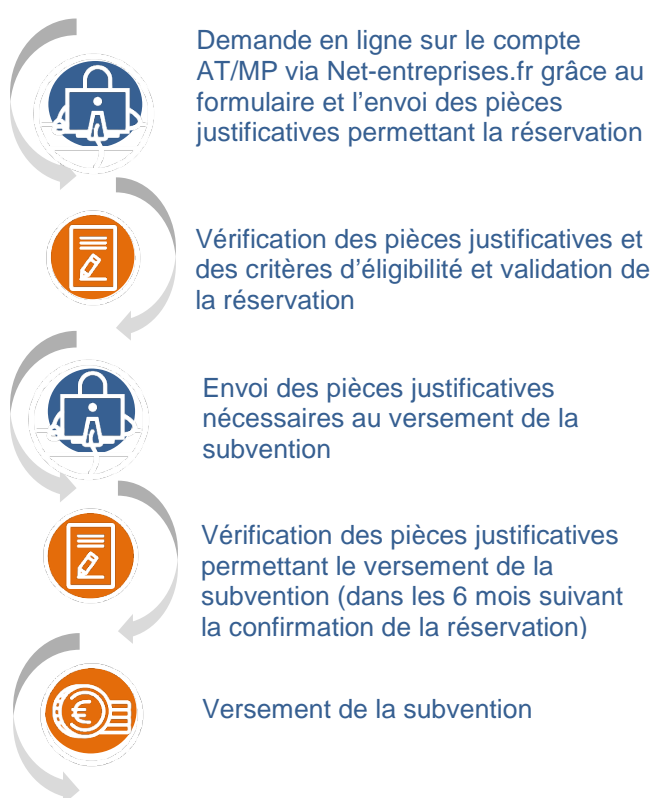 Demande en ligne sur le compte
AT/MP via Net-entreprises.fr grâce au
formulaire et l’envoi des pièces
justificatives permettant la réservation
Vérification des pièces justificatives et
des critères d’éligibilité et validation de
la réservation
Envoi des pièces justificatives
nécessaires au versement de la
subvention
Vérification des pièces justificatives
permettant le versement de la
subvention (dans les 6 mois suivant
la confirmation de la réservation)
€
Versement de la subvention